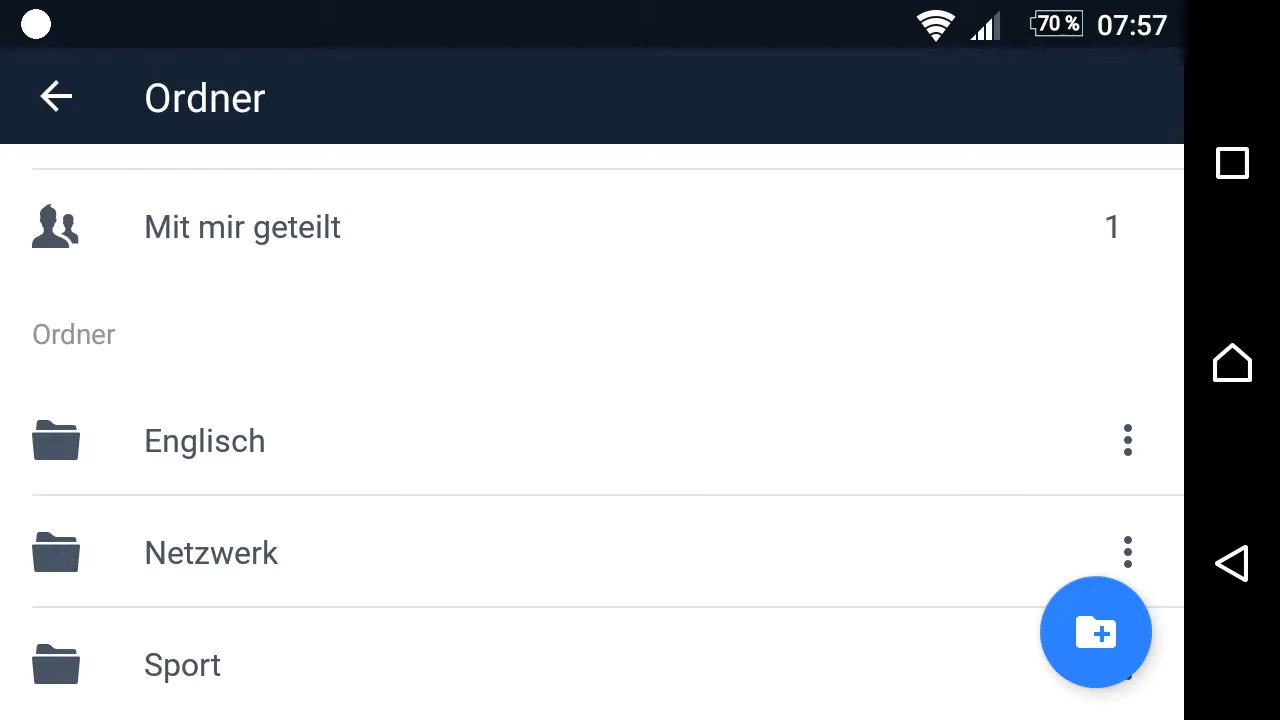 70 % 07:57
Ordner
Mit mir geteilt 1
Ordner
Englisch
Netzwerk
Sport